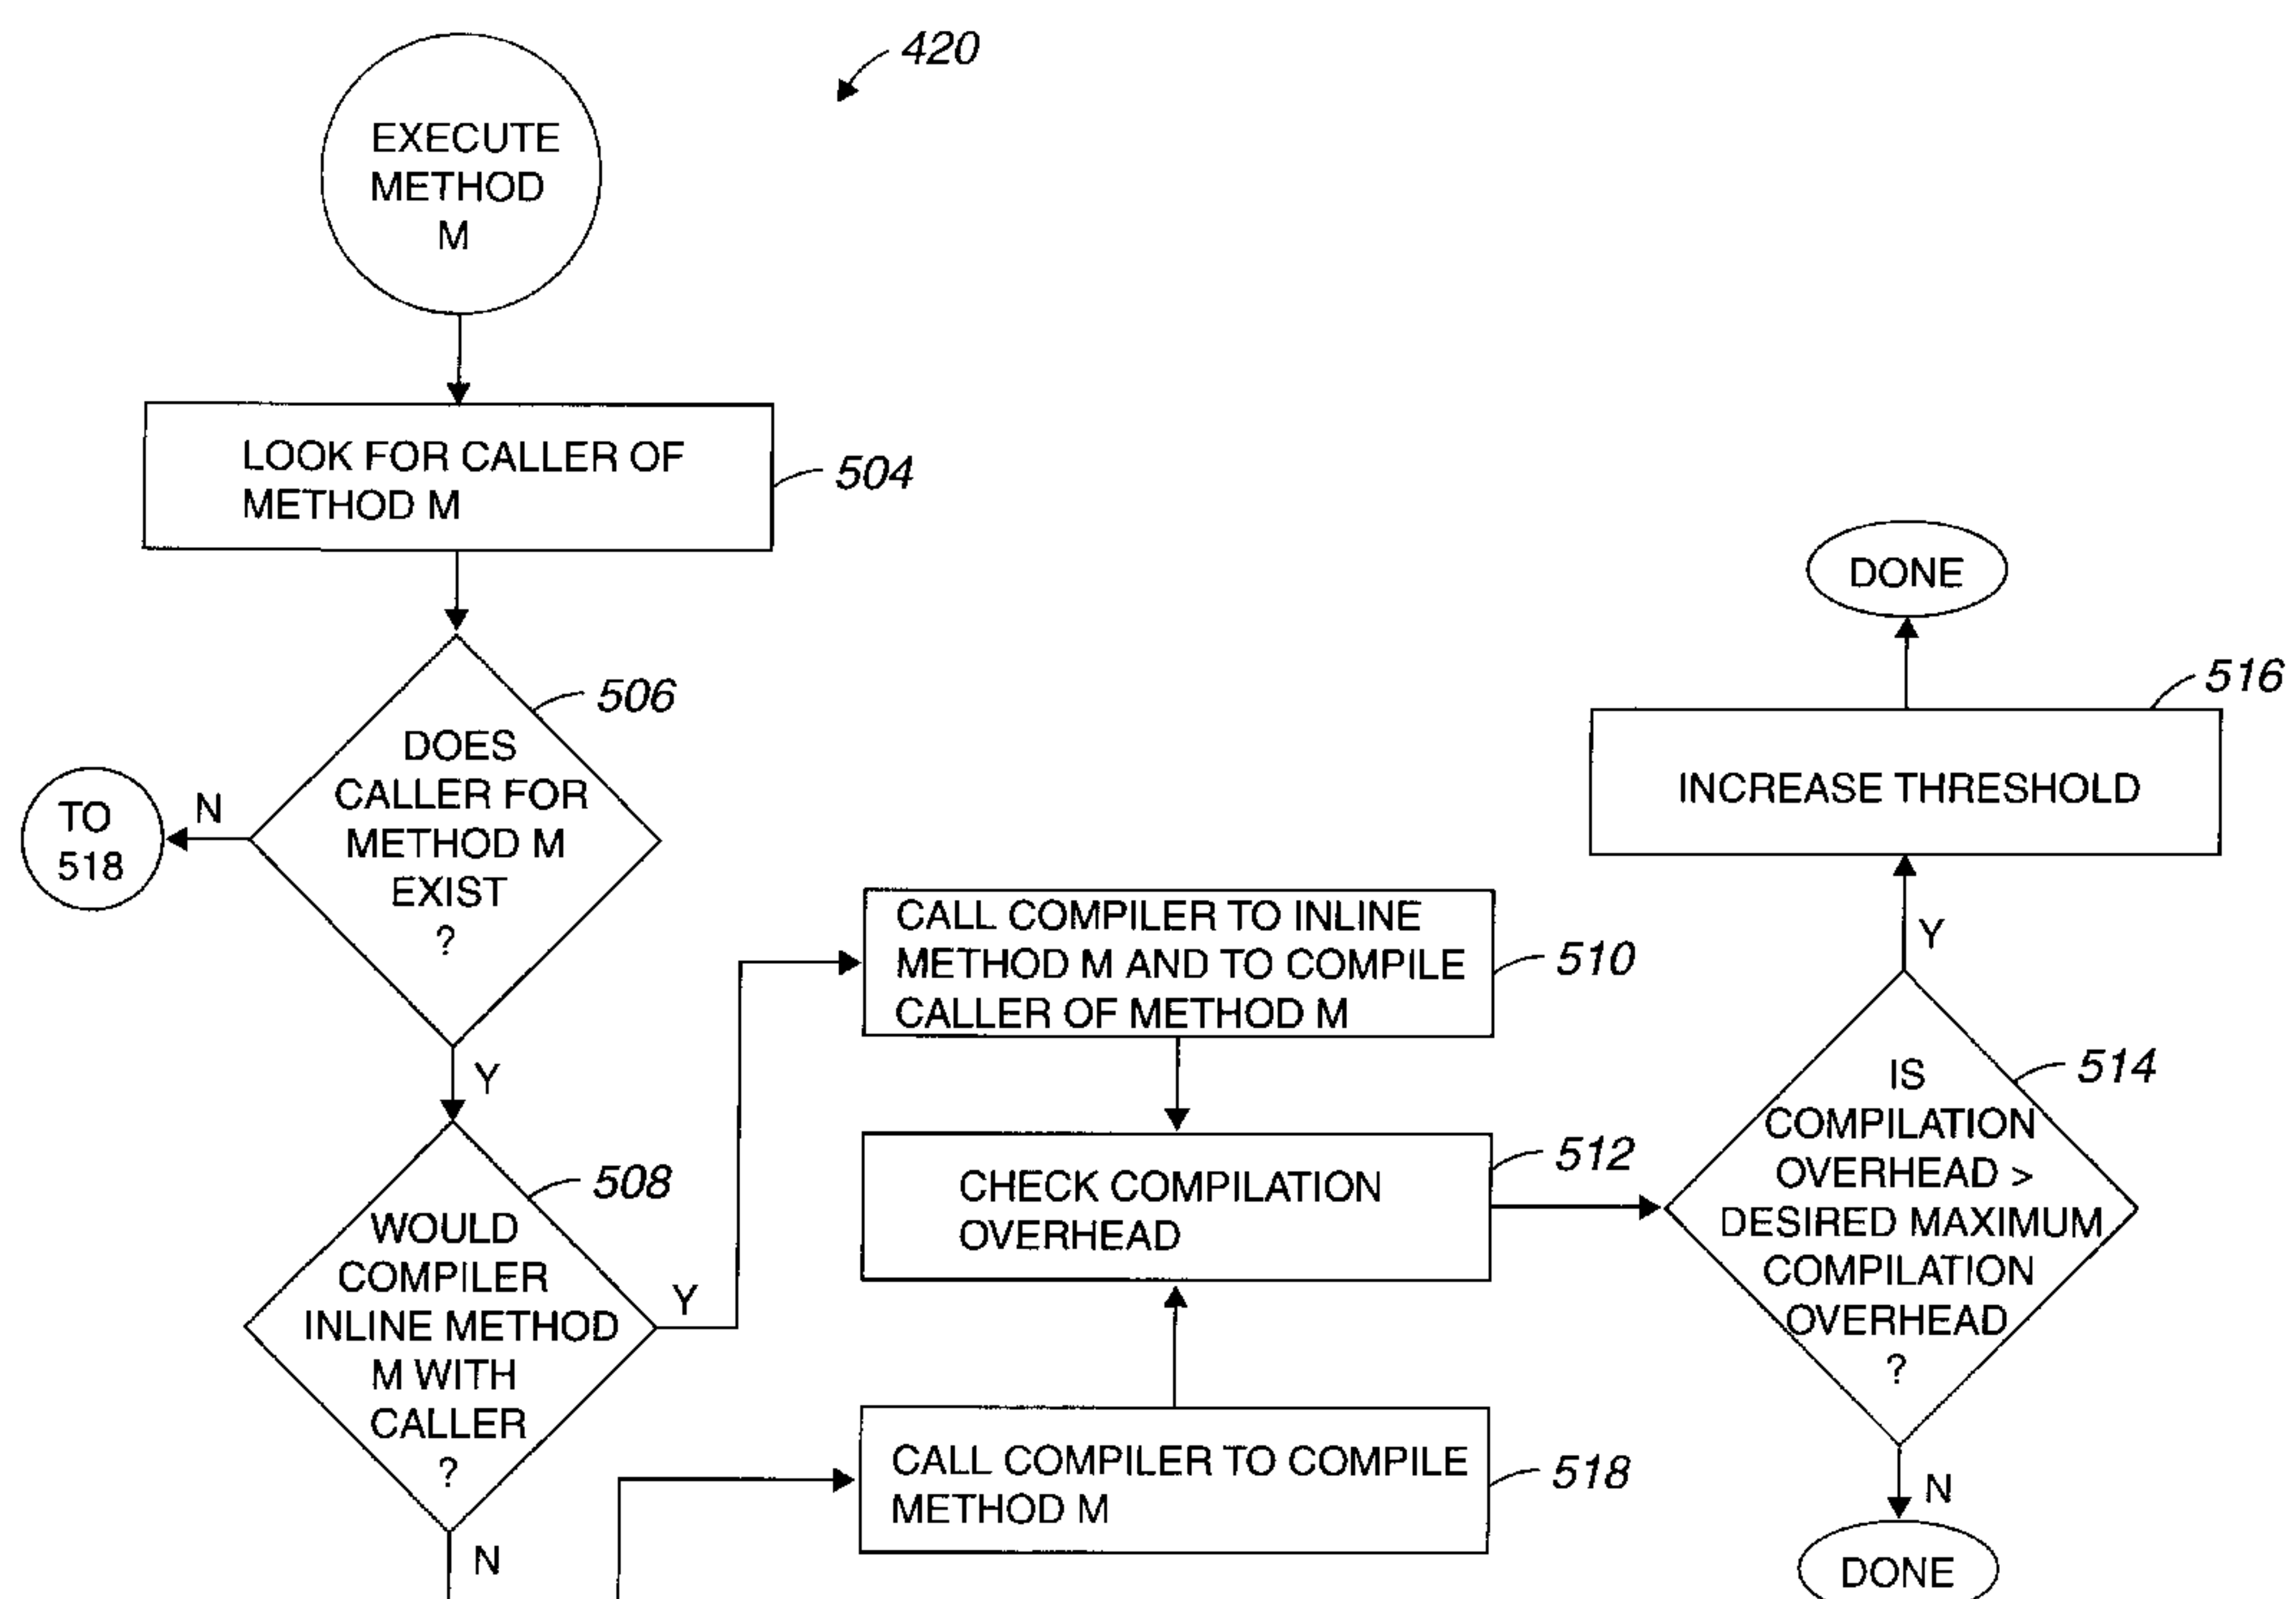 420
EXECUTE
METHOD
M
LOOK FOR CALLER OF
METHOD M
504
506
DOES
CALLER FOR
METHOD M
EXIST
?
N
TO
518
Y
508
WOULD
COMPILER
INLINE METHOD
M WITH
CALLER
?
Y
N
CALL COMPILER TO INLINE
METHOD M AND TO COMPILE
CALLER OF METHOD M
510
CHECK COMPILATION
OVERHEAD
512
CALL COMPILER TO COMPILE
METHOD M
518
DONE
516
INCREASE THRESHOLD
Y
514
IS
COMPILATION
OVERHEAD >
DESIRED MAXIMUM
COMPILATION
OVERHEAD
?
N
DONE